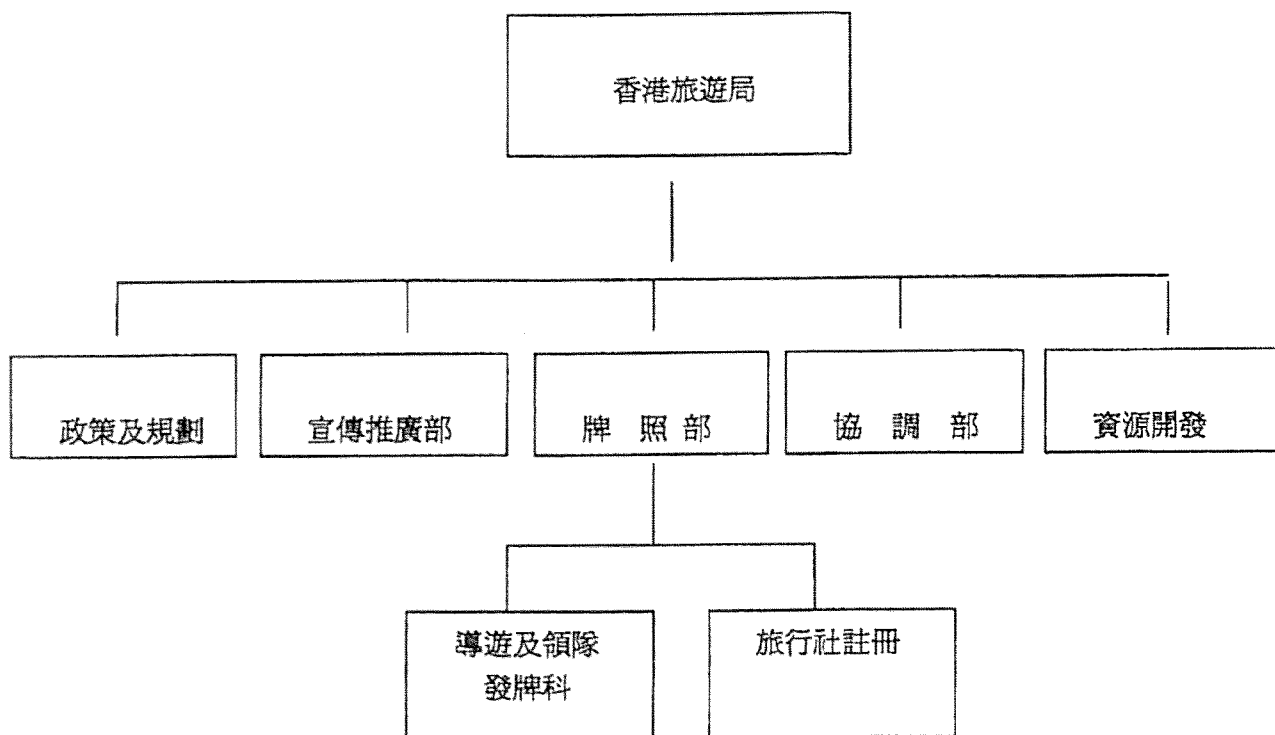 香港旅遊局
政策及規劃
宣傳推廣部
牌照部
協調部
資源開發
導遊及領隊
發牌科
旅行社註冊